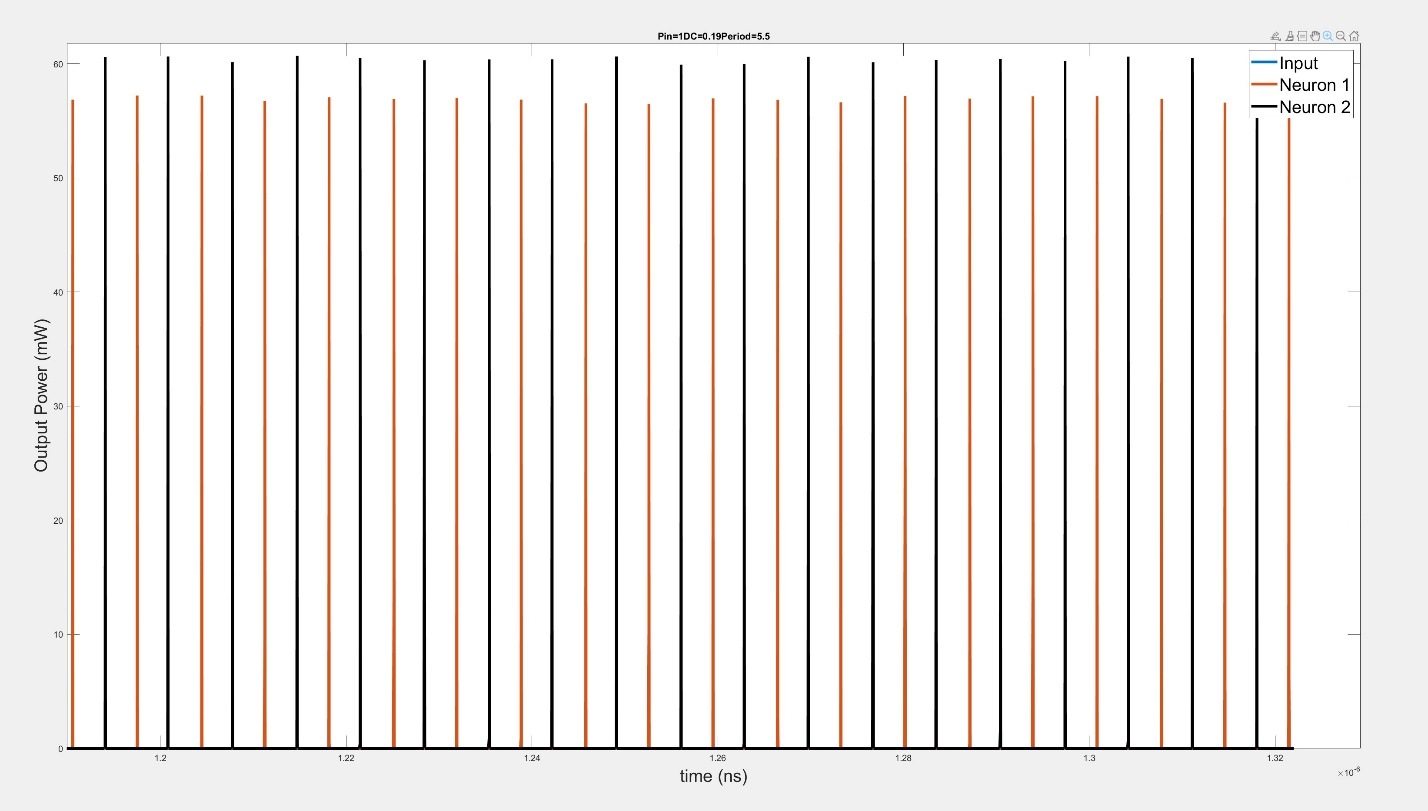 Pin=1DC=0.19Period=5.5
Input
Neuron 1
Neuron 2
60
50
40
30
20
10
0
Output Power (mW)
1.2
1.22
1.24
1.26
1.28
1.3
1.32
×10⁻⁶
time (ns)